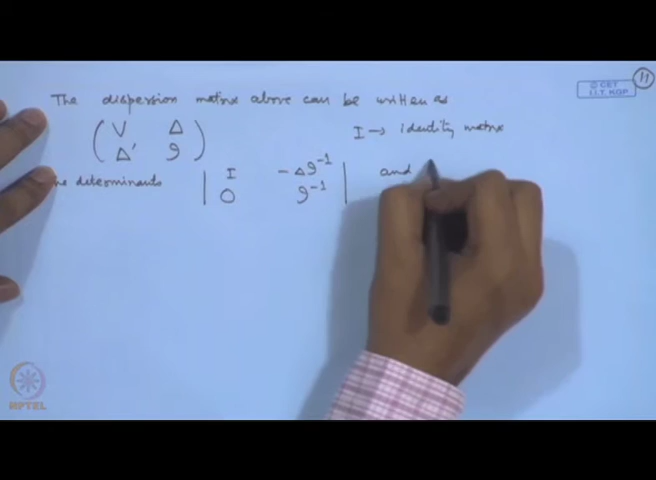 11
© CET
I.I.T. KGP
The dispersion matrix above can be written as
( V Δ
Δ' 9 )
I → identity matrix
determinants | I -Δ9⁻¹
0 9⁻¹ | and
NPTEL